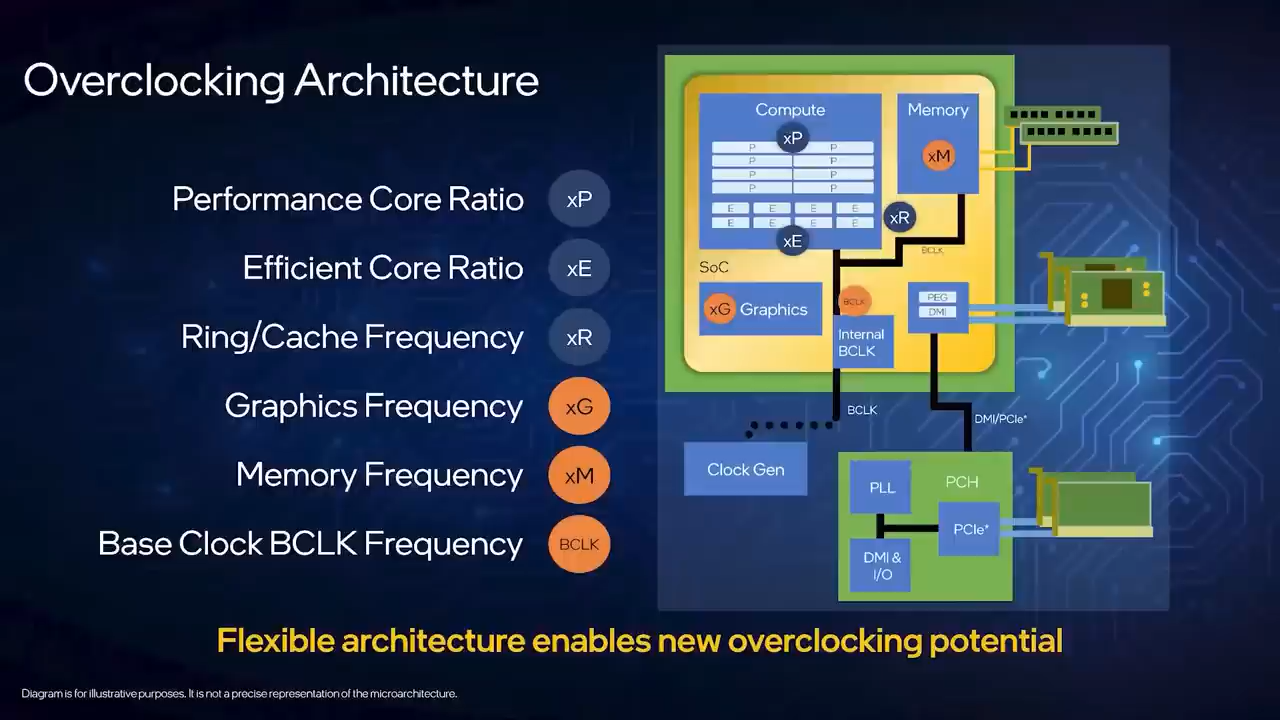 Overclocking Architecture
Performance Core Ratio xP
Efficient Core Ratio xE
Ring/Cache Frequency xR
Graphics Frequency xG
Memory Frequency xM
Base Clock BCLK Frequency BCLK
Compute
xP
P P
P P
P P
P P
E E E E
E E E E
xE
Memory
xM
xR
BCLK
SoC
xG Graphics
BCLK
Internal
BCLK
PEG
DMI
BCLK
DMI/PCIe*
Clock Gen
PLL
PCH
PCIe*
DMI &
I/O
Flexible architecture enables new overclocking potential
Diagram is for illustrative purposes. It is not a precise representation of the microarchitecture.